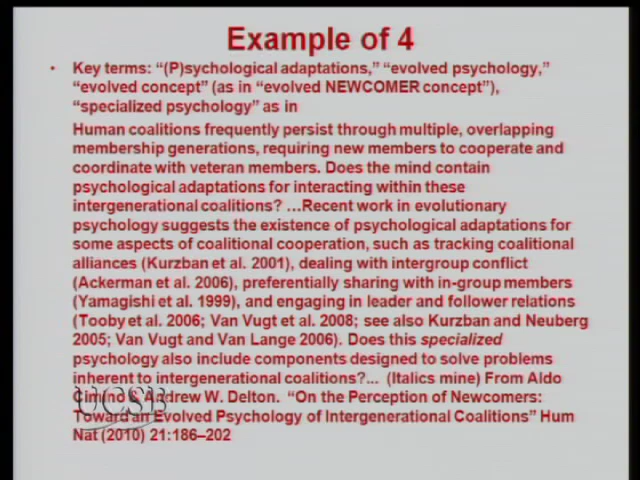 Example of 4
• Key terms: “(P)sychological adaptations,” “evolved psychology,”
“evolved concept” (as in “evolved NEWCOMER concept”),
“specialized psychology” as in
Human coalitions frequently persist through multiple, overlapping
membership generations, requiring new members to cooperate and
coordinate with veteran members. Does the mind contain
psychological adaptations for interacting within these
intergenerational coalitions? …Recent work in evolutionary
psychology suggests the existence of psychological adaptations for
some aspects of coalitional cooperation, such as tracking coalitional
alliances (Kurzban et al. 2001), dealing with intergroup conflict
(Ackerman et al. 2006), preferentially sharing with in-group members
(Yamagishi et al. 1999), and engaging in leader and follower relations
(Tooby et al. 2006; Van Vugt et al. 2008; see also Kurzban and Neuberg
2005; Van Vugt and Van Lange 2006). Does this specialized
psychology also include components designed to solve problems
inherent to intergenerational coalitions?... (Italics mine) From Aldo
Cimino & Andrew W. Delton. “On the Perception of Newcomers:
Toward an Evolved Psychology of Intergenerational Coalitions” Hum
Nat (2010) 21:186–202
UCSB